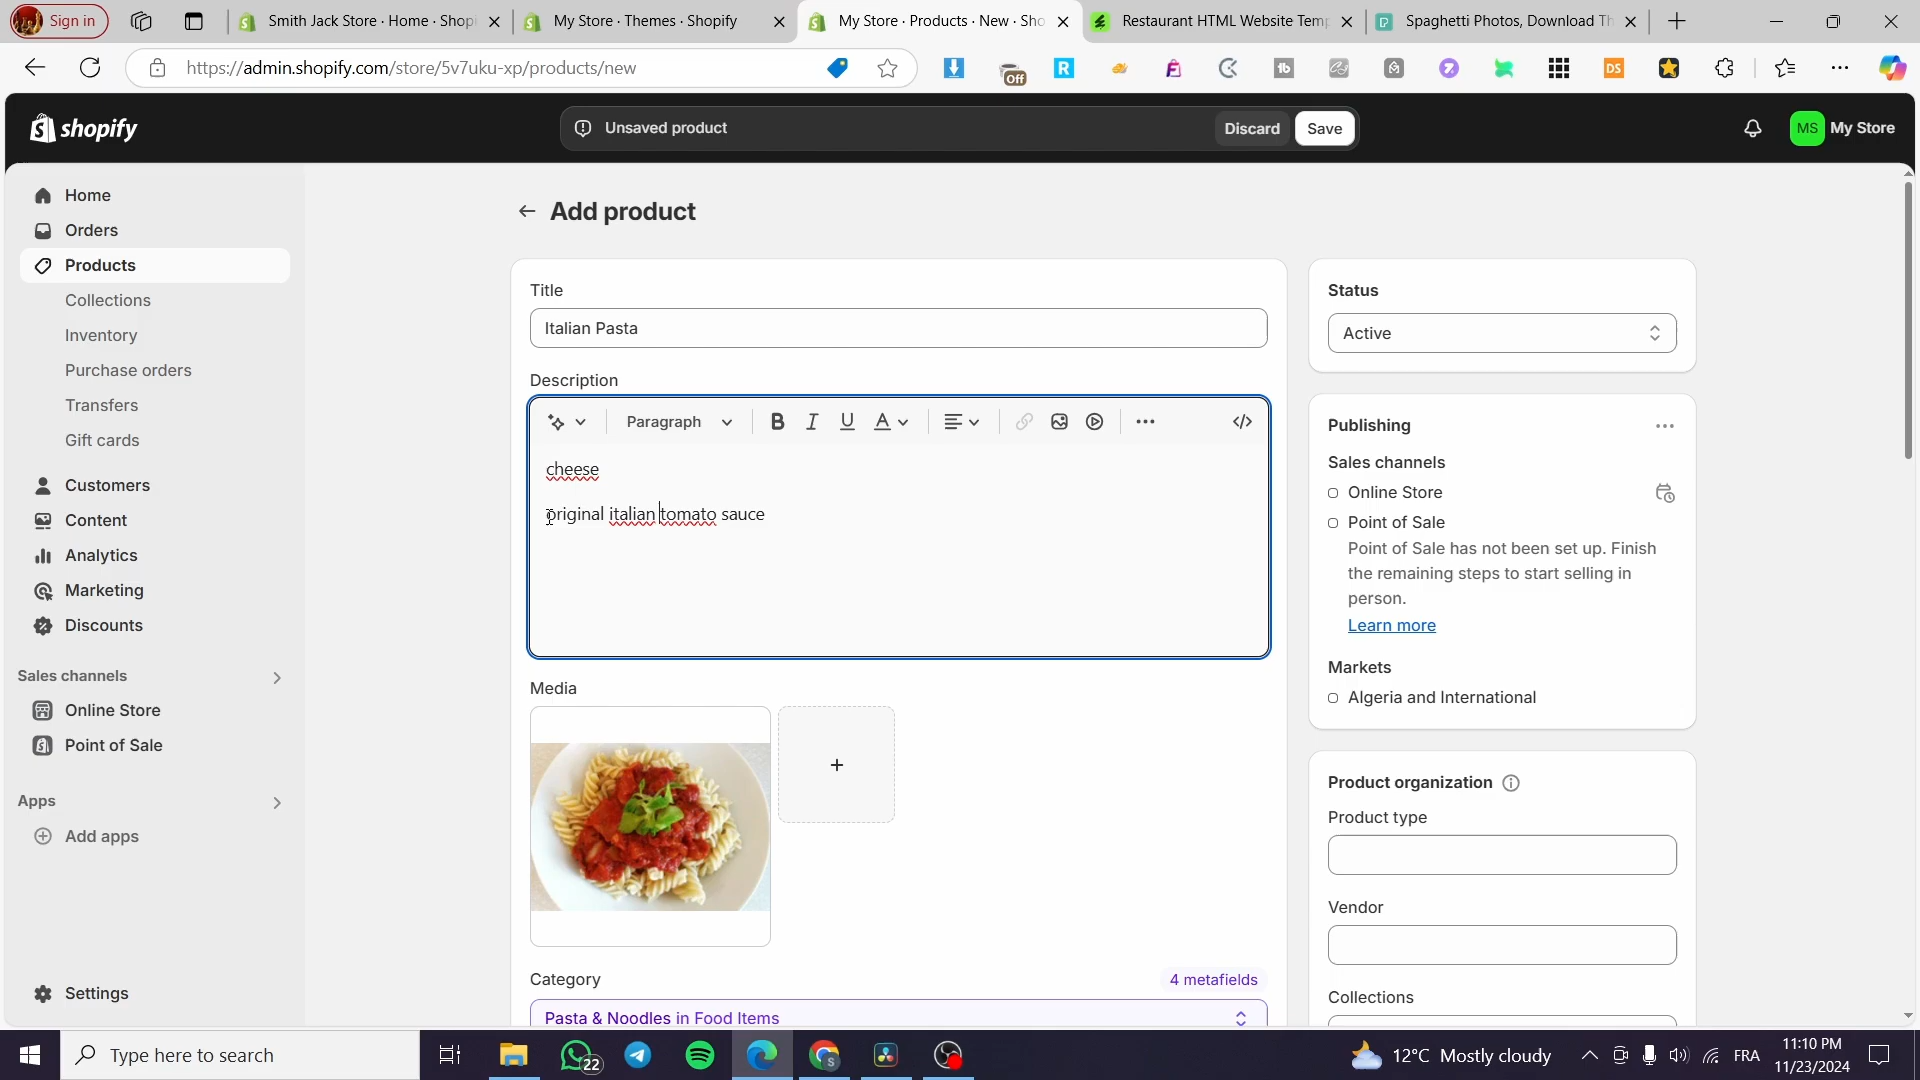 Sign in
Smith Jack Store · Home · Shopi
My Store · Themes · Shopify
My Store · Products · New · Sho
Restaurant HTML Website Temp
Spaghetti Photos, Download Th
https://admin.shopify.com/store/5v7uku-xp/products/new
Off
R
tb
DS
shopify
Unsaved product
Discard
Save
MS
My Store
Home
Orders
Products
Collections
Inventory
Purchase orders
Transfers
Gift cards
Customers
Content
Analytics
Marketing
Discounts
Sales channels
Online Store
Point of Sale
Apps
Add apps
Settings
Add product
Title
Italian Pasta
Description
Paragraph
B I U A
cheese
original italian tomato sauce
Media
Category
4 metafields
Pasta & Noodles in Food Items
Status
Active
Publishing
Sales channels
Online Store
Point of Sale
Point of Sale has not been set up. Finish
the remaining steps to start selling in
person.
Learn more
Markets
Algeria and International
Product organization
Product type
Vendor
Collections
Type here to search
22
12°C Mostly cloudy
FRA
11:10 PM
11/23/2024